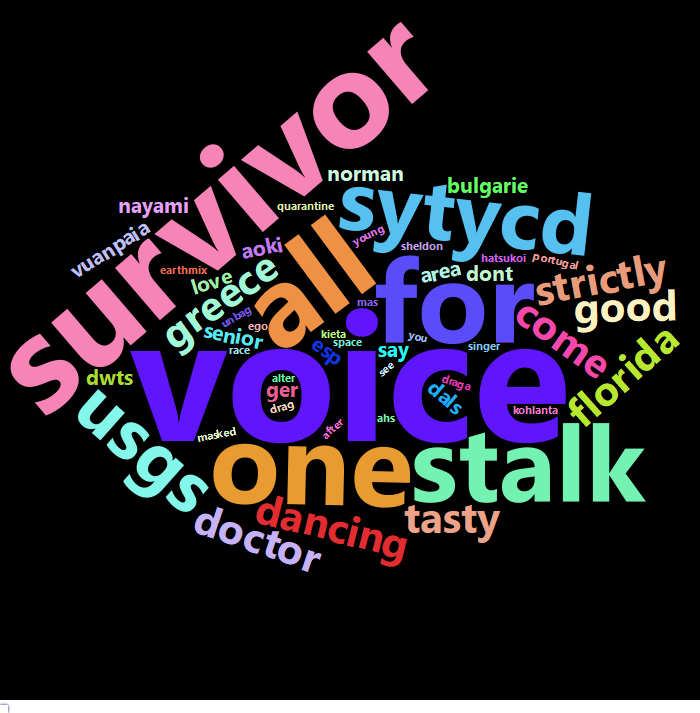 survivor
norman
bulgarie
sytycd
nayami
quarantine
vuanpaia
young
aoki
sheldon
hatsukoi
portugal
earthmix
love
all
for
area
dont
strictly
greece
unbag
mas
good
senior
ego
kieta
space
you
come
race
esp
say
singer
voice
see
florida
dwts
alter
ger
drag
draga
dals
kohlanta
usgs
masked
after
ahs
one
stalk
doctor
dancing
tasty